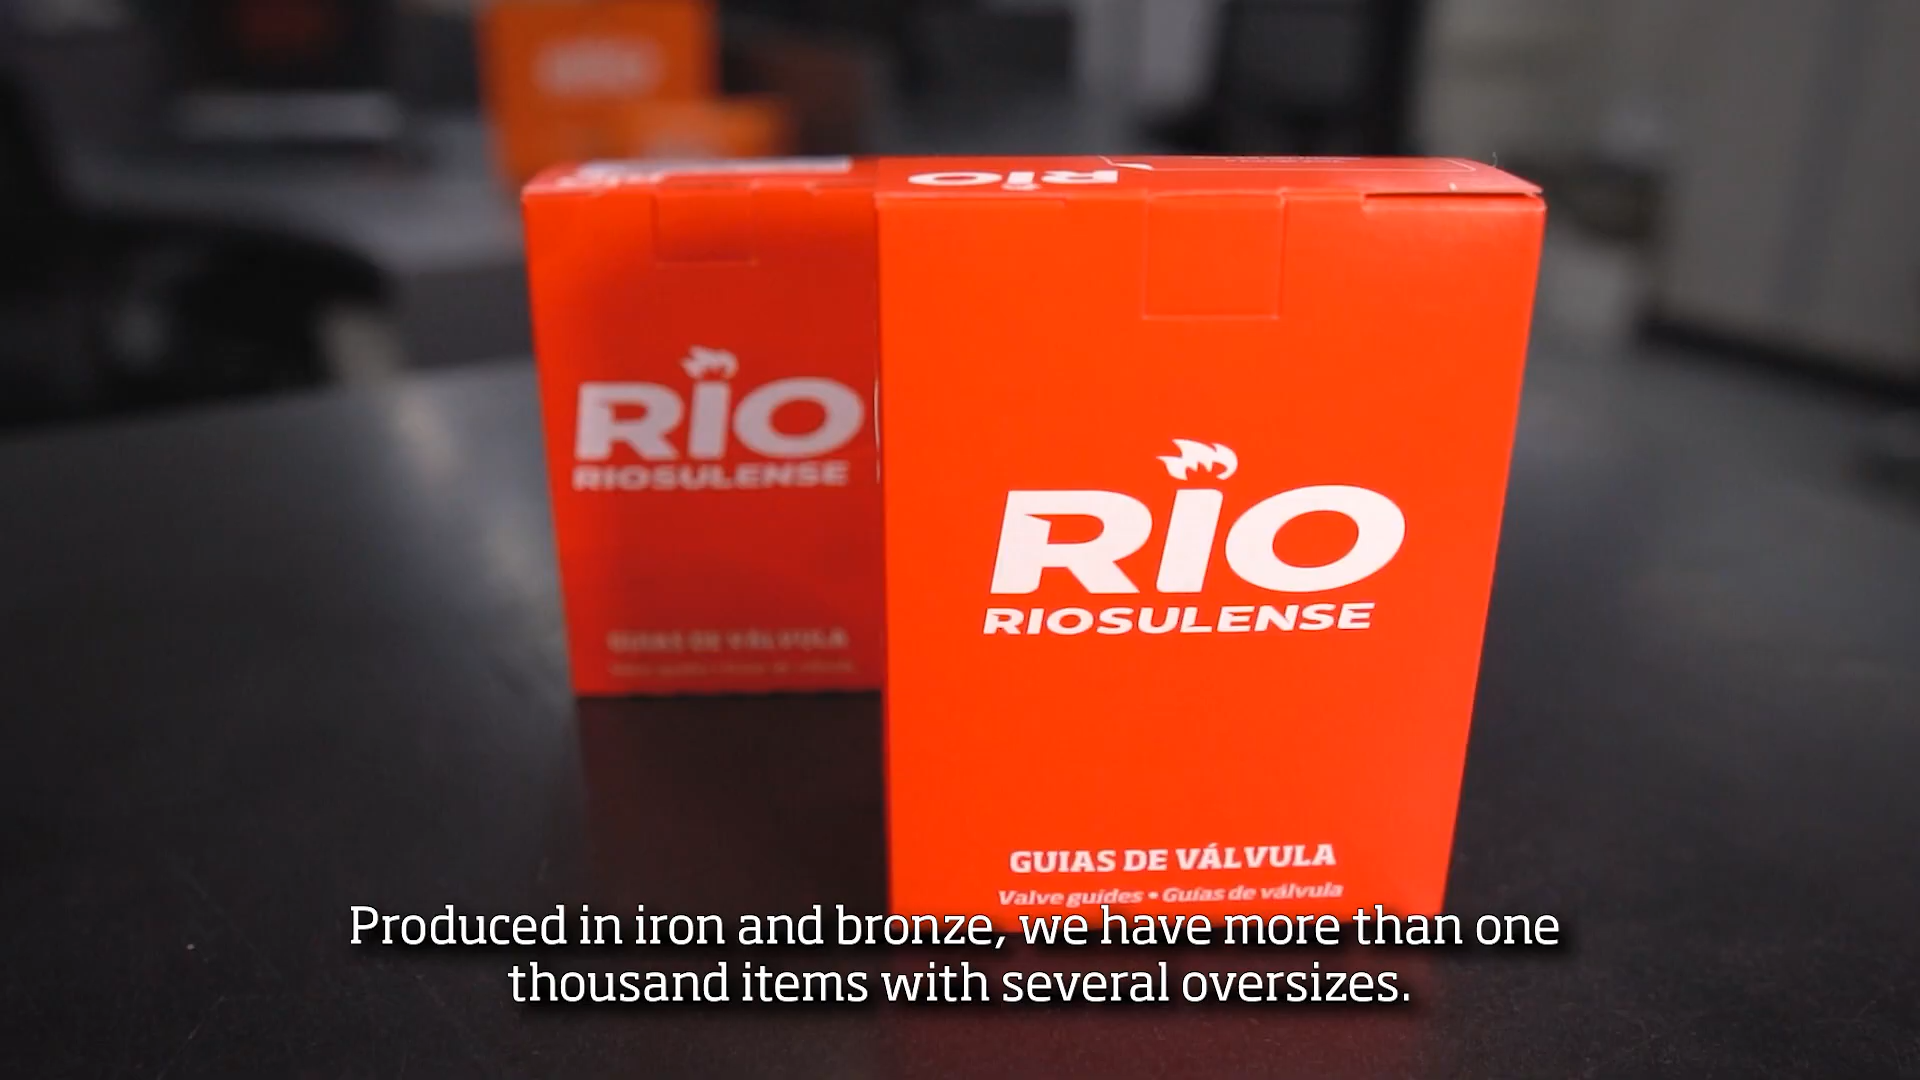 RIO
RIO
RIOSULENSE
GUIAS DE VÁLVULA
RIO
RIOSULENSE
GUIAS DE VÁLVULA
Valve guides • Guías de válvula
Produced in iron and bronze, we have more than one
thousand items with several oversizes.